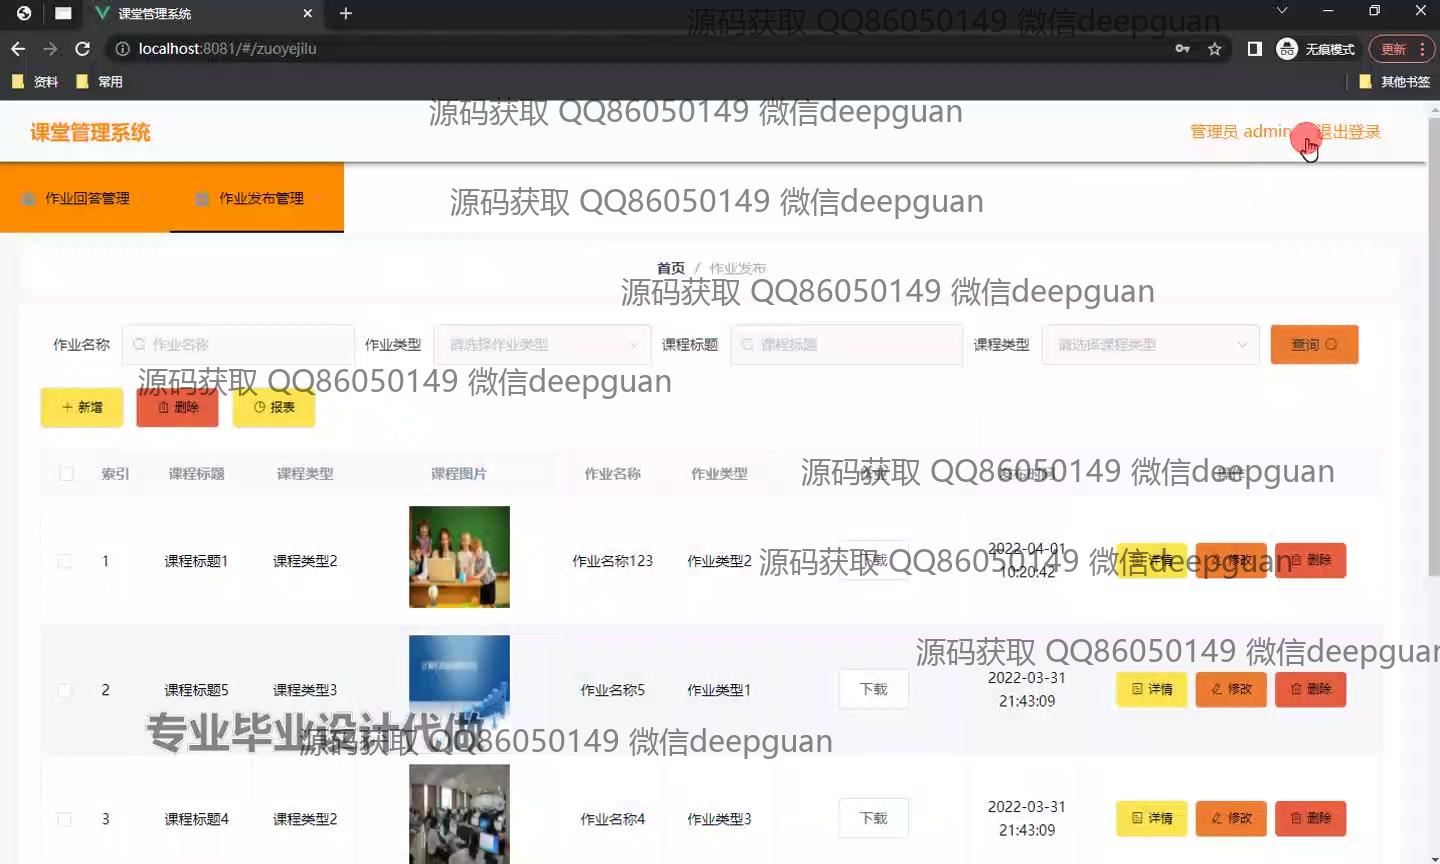 课堂管理系统
源码获取 QQ86050149 微信deepguan
localhost:8081/#/zuoyejilu
无痕模式
更新
资料
常用
其他书签
源码获取 QQ86050149 微信deepguan
课堂管理系统
管理员 admin
退出登录
作业回答管理
作业发布管理
源码获取 QQ86050149 微信deepguan
首页 / 作业发布
源码获取 QQ86050149 微信deepguan
作业名称 作业名称 作业类型 请选择作业类型 课程标题 课程标题 课程类型 请选择课程类型 查询
源码获取 QQ86050149 微信deepguan
新增 删除 报表
索引 课程标题 课程类型 课程图片 作业名称 作业类型
源码获取 QQ86050149 微信deepguan
1 课程标题1 课程类型2 作业名称123 作业类型2 下载 2022-04-01 10:20:42 详情 修改 删除
源码获取 QQ86050149 微信deepguan
源码获取 QQ86050149 微信deepguan
2 课程标题5 课程类型3 作业名称5 作业类型1 下载 2022-03-31 21:43:09 详情 修改 删除
专业毕业设计代做
源码获取 QQ86050149 微信deepguan
3 课程标题4 课程类型2 作业名称4 作业类型3 下载 2022-03-31 21:43:09 详情 修改 删除